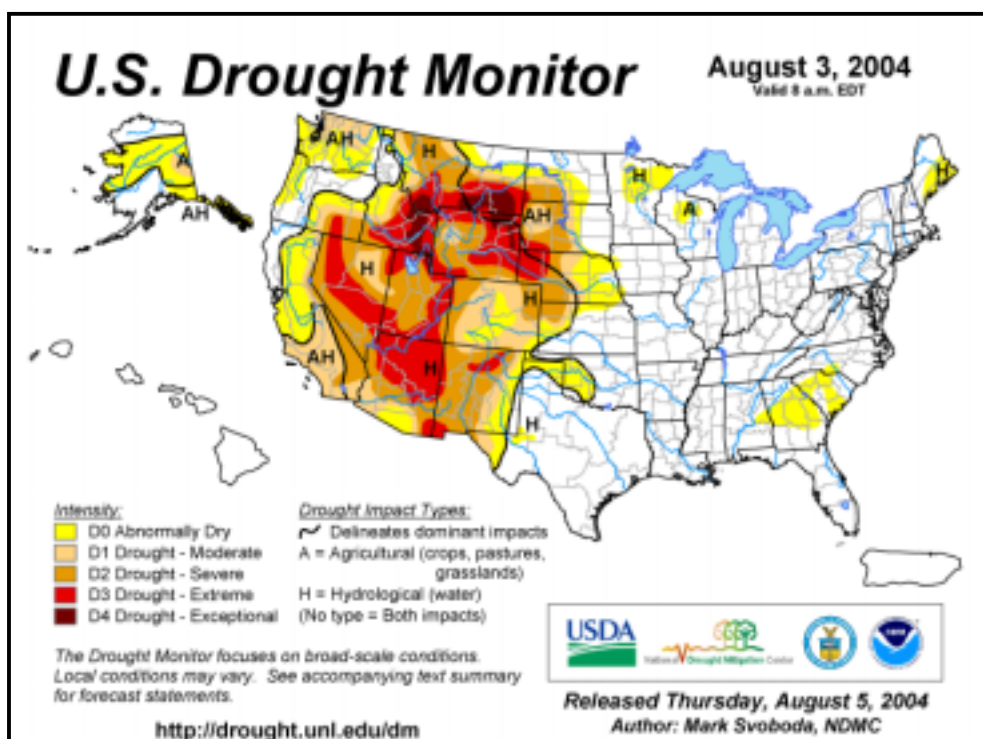 U.S. Drought Monitor
August 3, 2004
Valid 8 a.m. EDT
AH
H
A
AH
AH
H
A
H
H
H
AH
H
H
Intensity:
D0 Abnormally Dry
D1 Drought - Moderate
D2 Drought - Severe
D3 Drought - Extreme
D4 Drought - Exceptional
Drought Impact Types:
Delineates dominant impacts
A = Agricultural (crops, pastures,
grasslands)
H = Hydrological (water)
(No type = Both impacts)
The Drought Monitor focuses on broad-scale conditions.
Local conditions may vary. See accompanying text summary
for forecast statements.
http://drought.unl.edu/dm
USDA
National Drought Mitigation Center
Released Thursday, August 5, 2004
Author: Mark Svoboda, NDMC